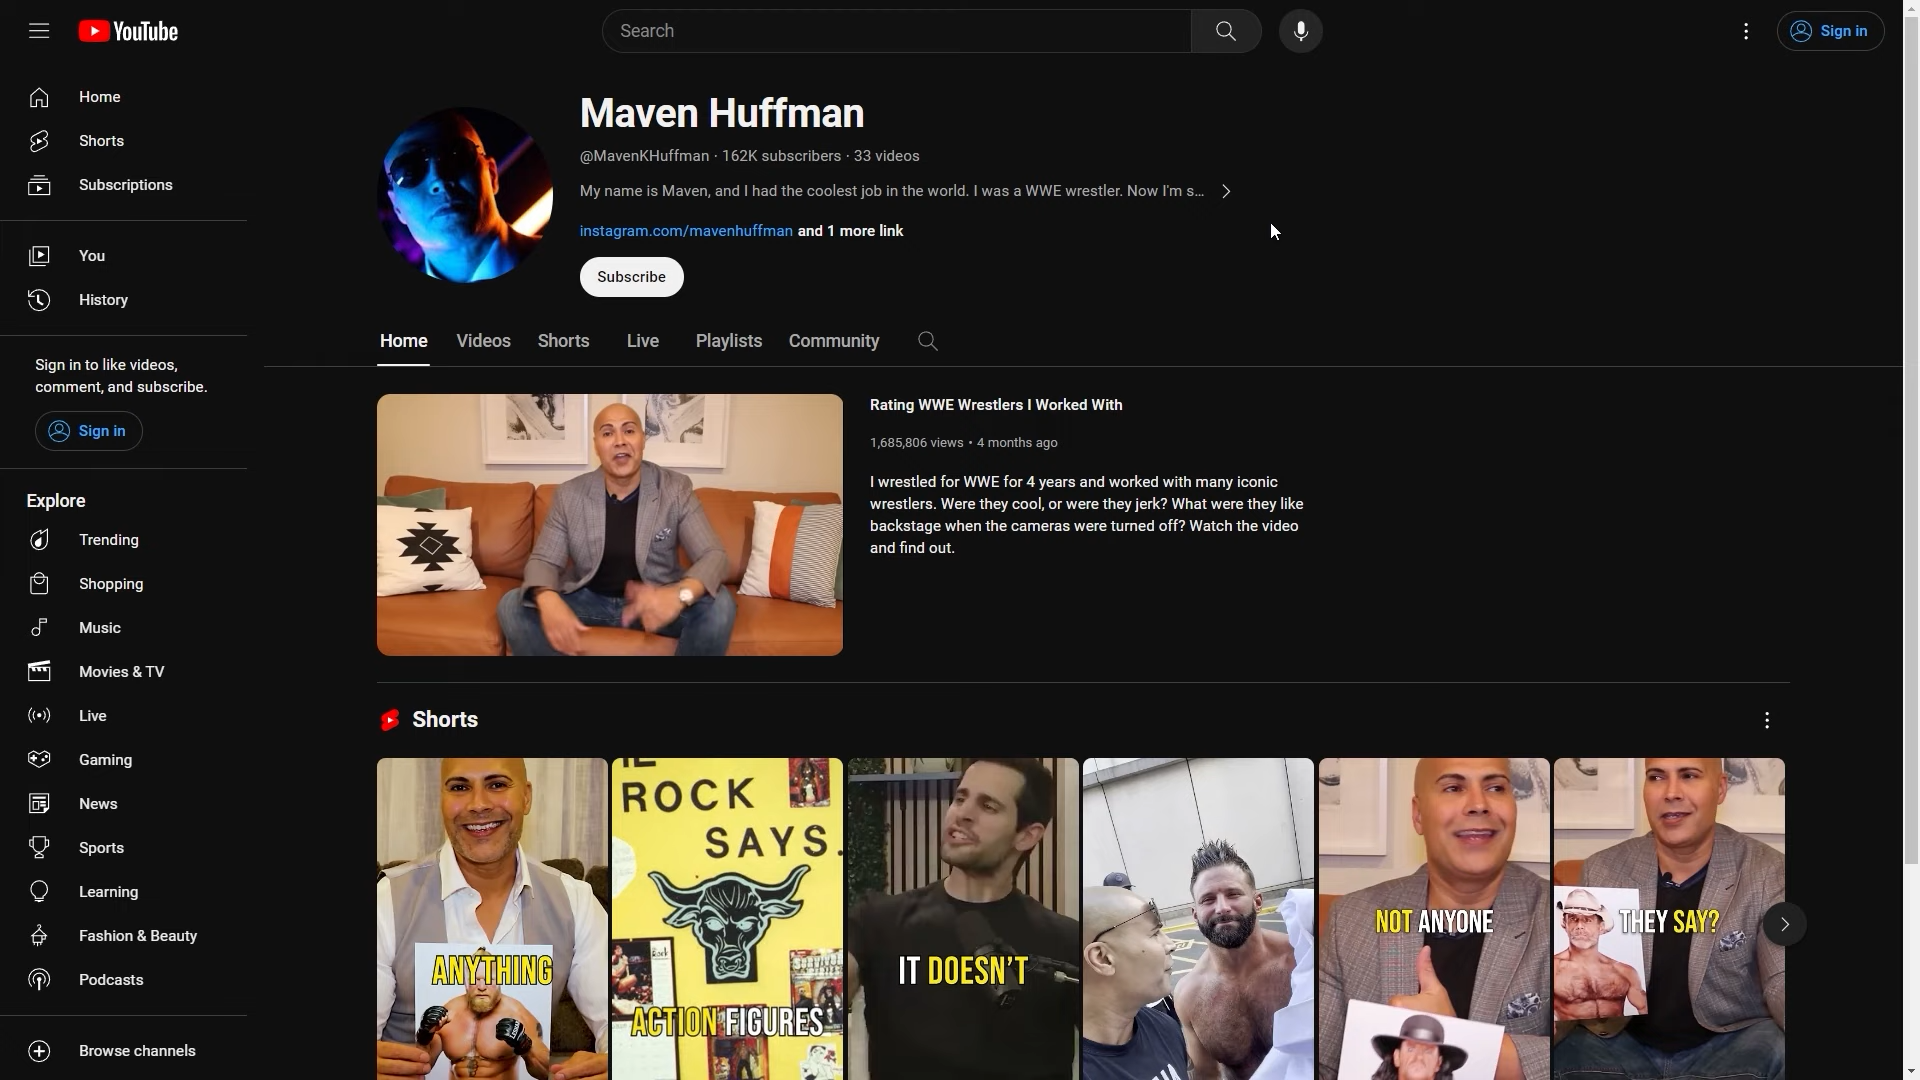 YouTube
Search
Sign in
Home
Shorts
Subscriptions
You
History
Sign in to like videos,
comment, and subscribe.
Sign in
Explore
Trending
Shopping
Music
Movies & TV
Live
Gaming
News
Sports
Learning
Fashion & Beauty
Podcasts
Browse channels
Maven Huffman
@MavenKHuffman · 162K subscribers · 33 videos
My name is Maven, and I had the coolest job in the world. I was a WWE wrestler. Now I'm s...
instagram.com/mavenhuffman and 1 more link
Subscribe
Home Videos Shorts Live Playlists Community
Rating WWE Wrestlers I Worked With
1,685,806 views • 4 months ago
I wrestled for WWE for 4 years and worked with many iconic
wrestlers. Were they cool, or were they jerk? What were they like
backstage when the cameras were turned off? Watch the video
and find out.
Shorts
ANYTHING
ROCK
SAYS.
ACTION FIGURES
IT DOESN'T
NOT ANYONE
THEY SAY?